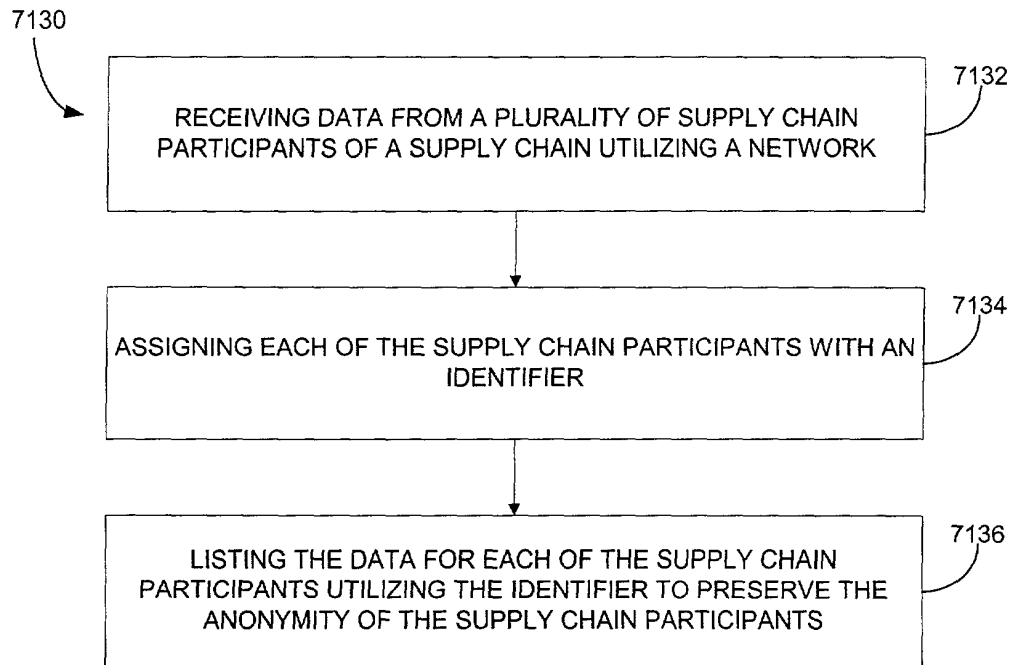 7130
7132
RECEIVING DATA FROM A PLURALITY OF SUPPLY CHAIN
PARTICIPANTS OF A SUPPLY CHAIN UTILIZING A NETWORK
7134
ASSIGNING EACH OF THE SUPPLY CHAIN PARTICIPANTS WITH AN
IDENTIFIER
7136
LISTING THE DATA FOR EACH OF THE SUPPLY CHAIN
PARTICIPANTS UTILIZING THE IDENTIFIER TO PRESERVE THE
ANONYMITY OF THE SUPPLY CHAIN PARTICIPANTS